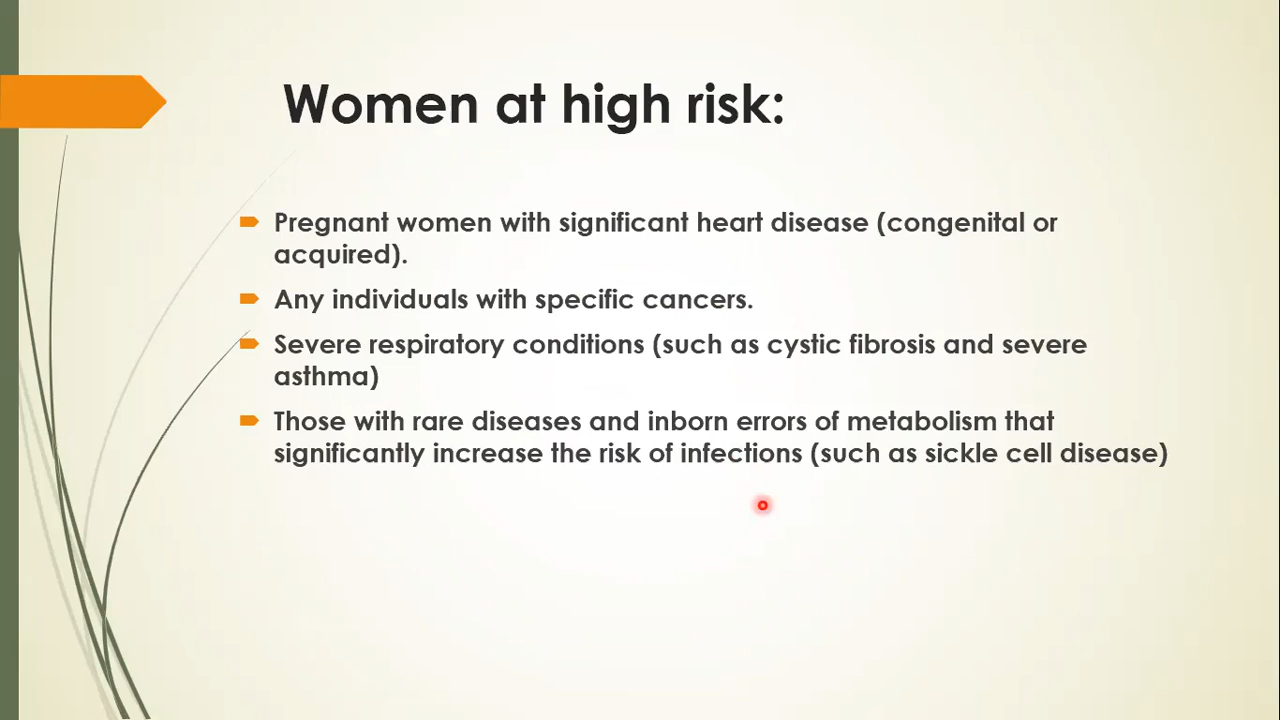 Women at high risk:
Pregnant women with significant heart disease (congenital or
acquired).
Any individuals with specific cancers.
Severe respiratory conditions (such as cystic fibrosis and severe
asthma)
Those with rare diseases and inborn errors of metabolism that
significantly increase the risk of infections (such as sickle cell disease)